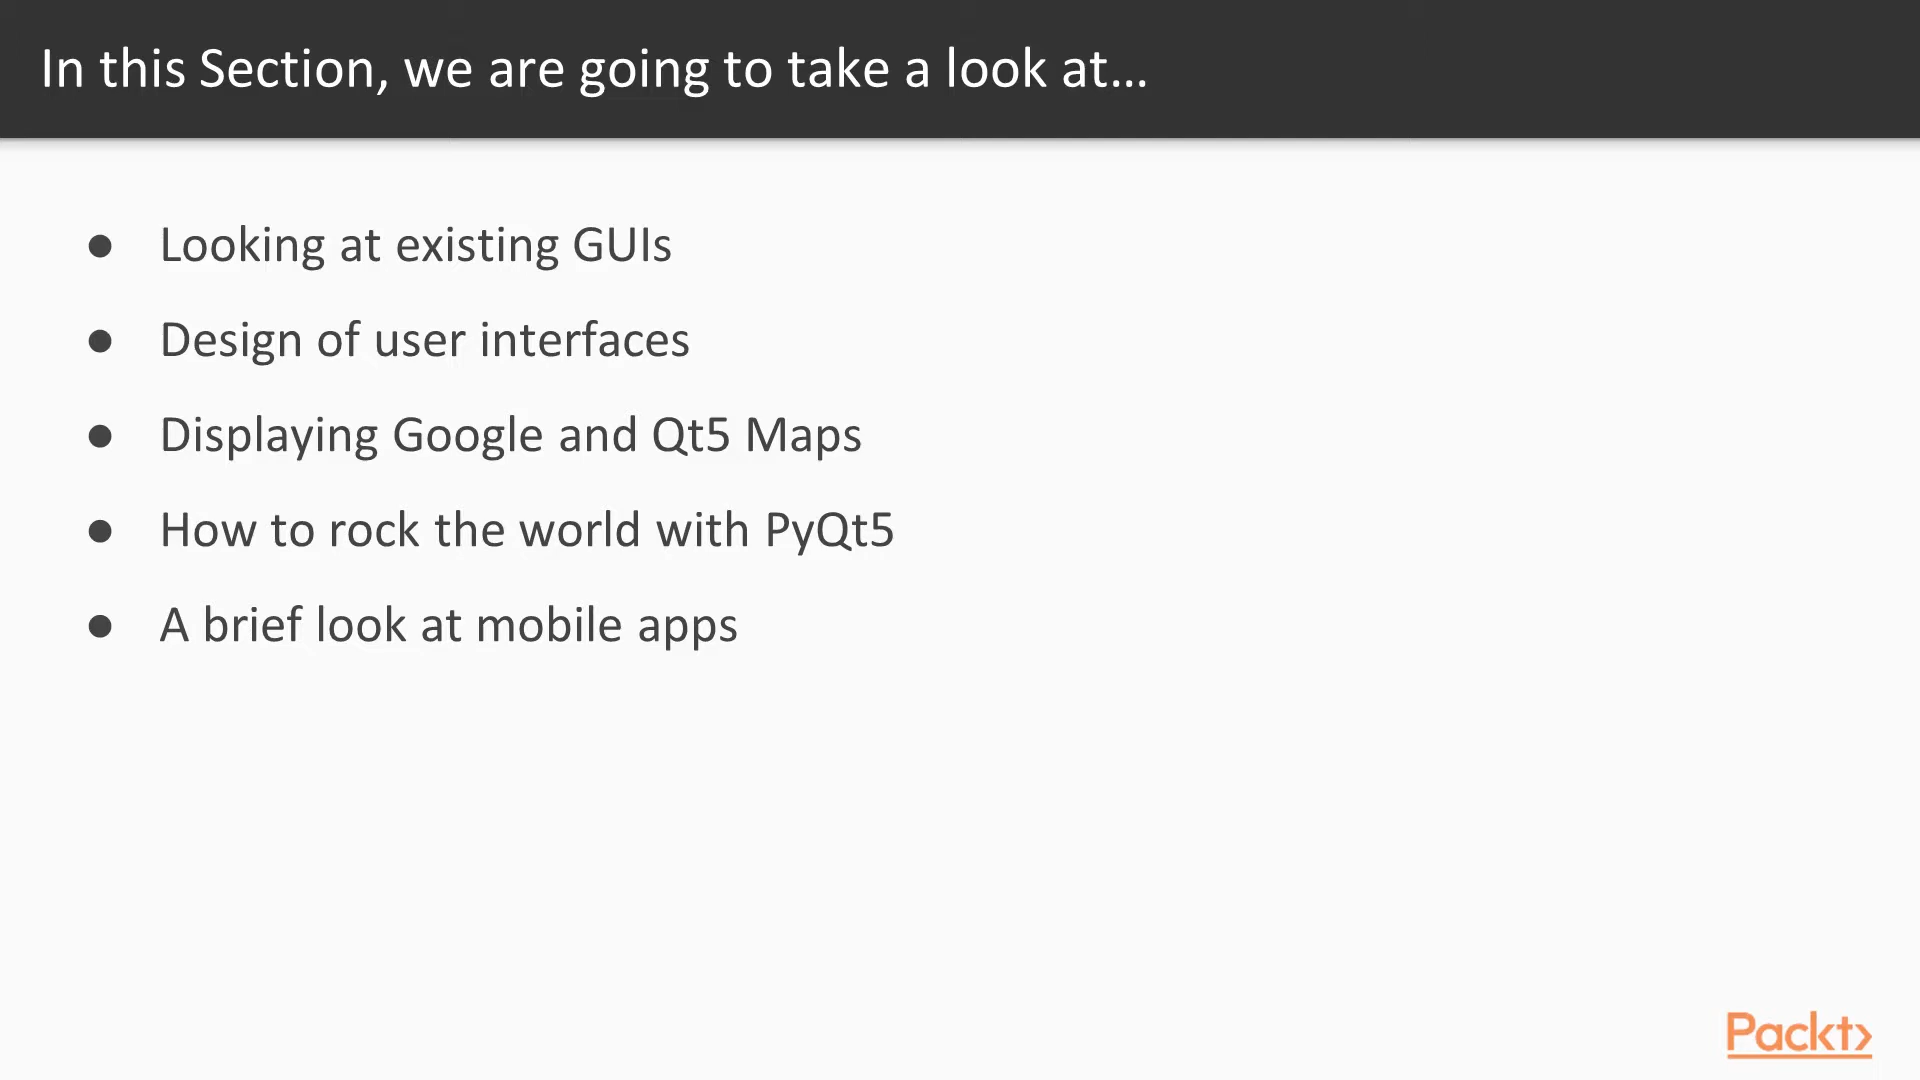 In this Section, we are going to take a look at...
● Looking at existing GUIs
● Design of user interfaces
● Displaying Google and Qt5 Maps
● How to rock the world with PyQt5
● A brief look at mobile apps
Packt>